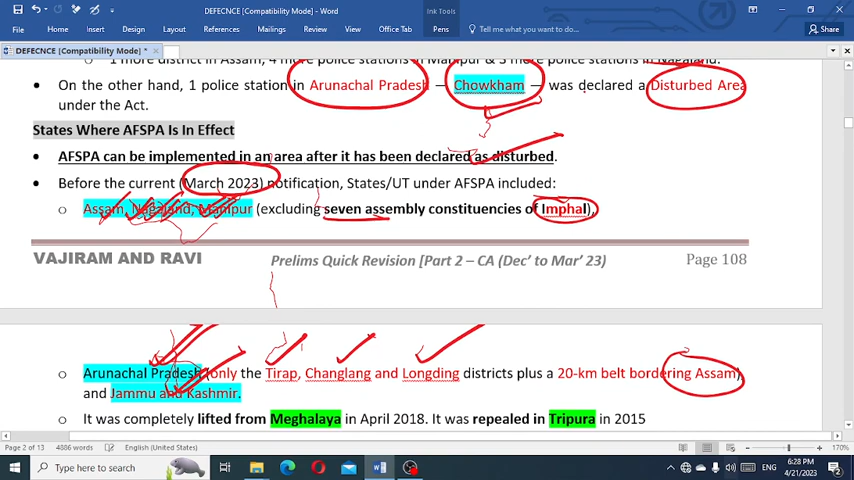 DEFECNCE [Compatibility Mode] - Word
Ink Tools
File Home Insert Design Layout References Mailings Review View Office Tab Pens Tell me what you want to do... Share
DEFECNCE [Compatibility Mode] *
1 more district in Assam, 4 more police stations in Manipur & 3 more police stations in Nagaland.
• On the other hand, 1 police station in Arunachal Pradesh — Chowkham — was declared a Disturbed Area
under the Act.
States Where AFSPA Is In Effect
• AFSPA can be implemented in an area after it has been declared as disturbed.
• Before the current (March 2023) notification, States/UT under AFSPA included:
o Assam, Nagaland, Manipur (excluding seven assembly constituencies of Imphal),
VAJIRAM AND RAVI Prelims Quick Revision [Part 2 – CA (Dec’ to Mar’ 23) Page 108
o Arunachal Pradesh (only the Tirap, Changlang and Longding districts plus a 20-km belt bordering Assam)
and Jammu and Kashmir.
o It was completely lifted from Meghalaya in April 2018. It was repealed in Tripura in 2015
Page 2 of 13 4886 words English (United States) 170%
Type here to search
ENG 6:28 PM
4/21/2023
2